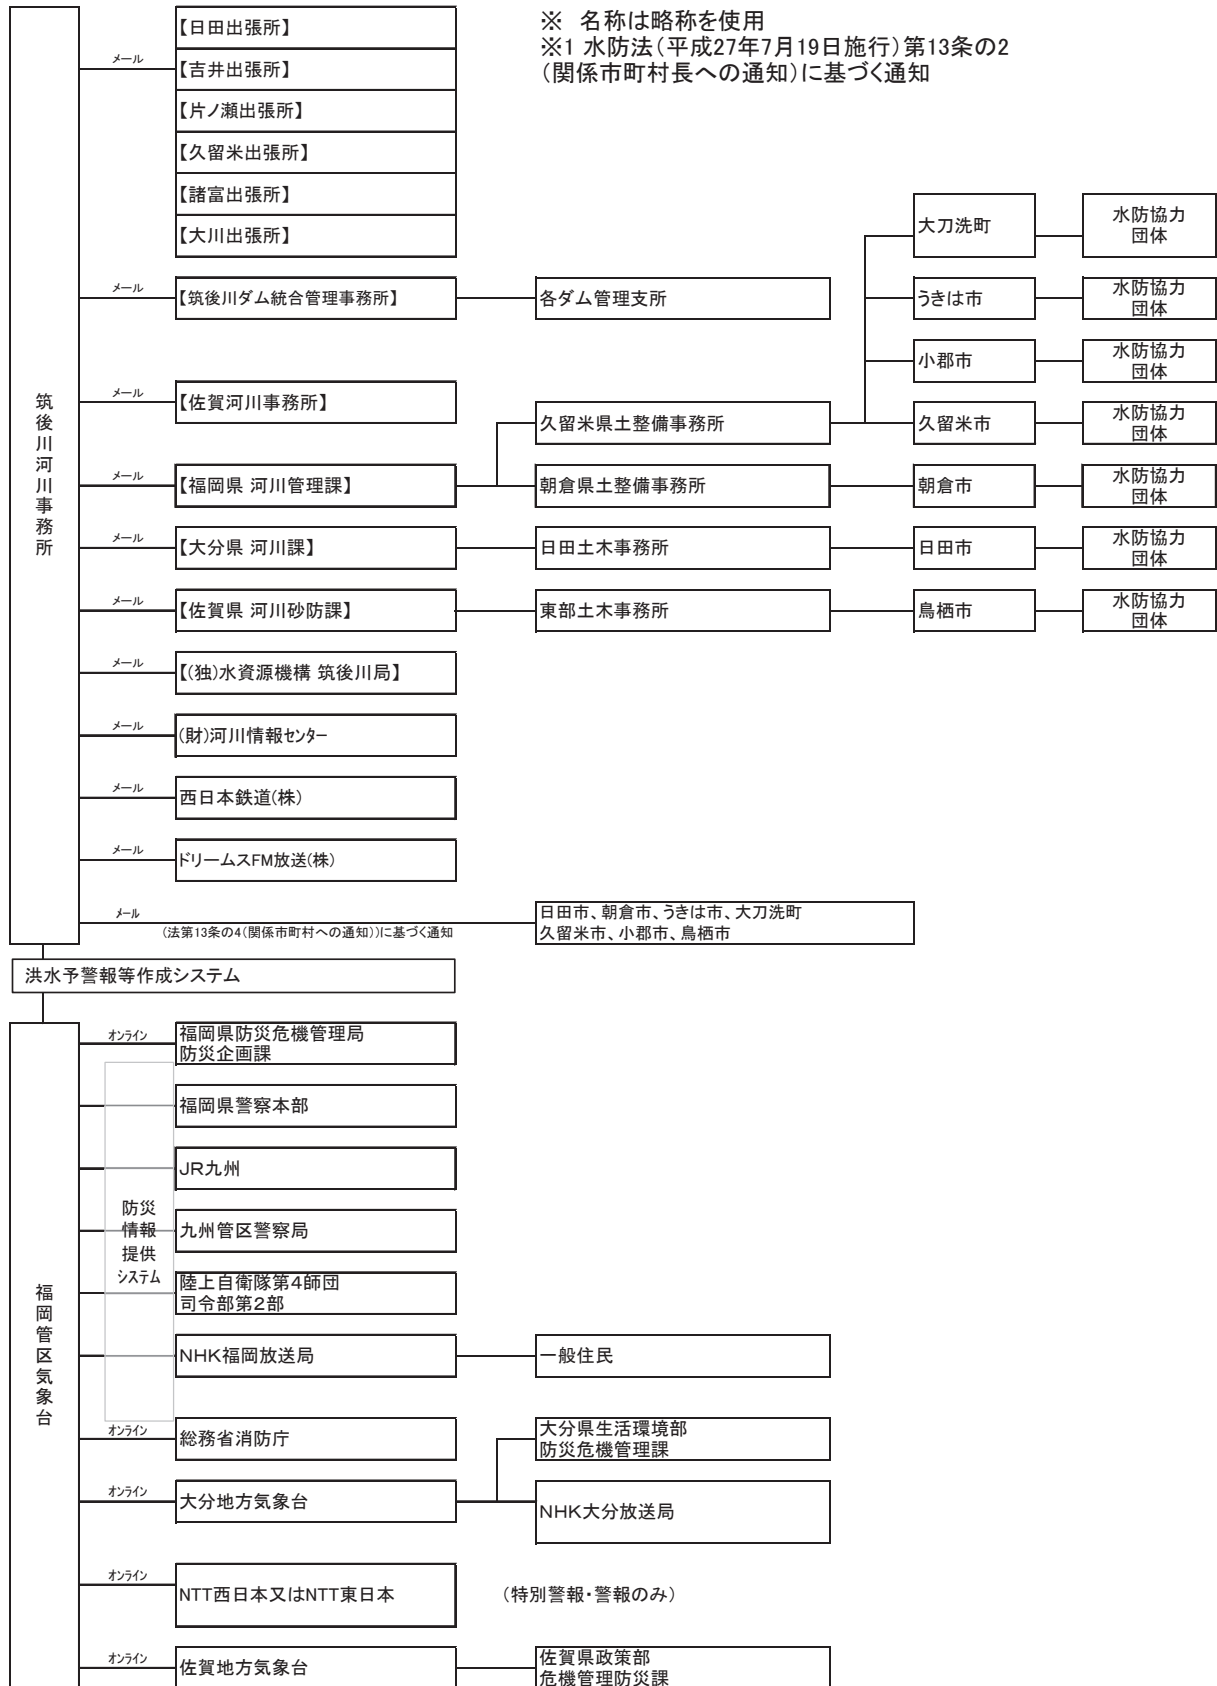 ※ 名称は略称を使用
※1 水防法(平成27年7月19日施行)第13条の2
(関係市町村長への通知)に基づく通知
筑後川河川事務所
メール
【日田出張所】
【吉井出張所】
【片ノ瀬出張所】
【久留米出張所】
【諸富出張所】
【大川出張所】
メール
【筑後川ダム統合管理事務所】
各ダム管理支所
メール
【佐賀河川事務所】
メール
【福岡県 河川管理課】
久留米県土整備事務所
大刀洗町
水防協力
団体
うきは市
水防協力
団体
小郡市
水防協力
団体
久留米市
水防協力
団体
朝倉県土整備事務所
朝倉市
水防協力
団体
メール
【大分県 河川課】
日田土木事務所
日田市
水防協力
団体
メール
【佐賀県 河川砂防課】
東部土木事務所
鳥栖市
水防協力
団体
メール
【(独)水資源機構 筑後川局】
メール
(財)河川情報センター
メール
西日本鉄道(株)
メール
ドリームスFM放送(株)
メール
(法第13条の4(関係市町村への通知))に基づく通知
日田市、朝倉市、うきは市、大刀洗町
久留米市、小郡市、鳥栖市
洪水予警報等作成システム
福岡管区気象台
オンライン
福岡県防災危機管理局
防災企画課
防災
情報
提供
システム
福岡県警察本部
JR九州
九州管区警察局
陸上自衛隊第4師団
司令部第2部
NHK福岡放送局
一般住民
オンライン
総務省消防庁
オンライン
大分地方気象台
大分県生活環境部
防災危機管理課
NHK大分放送局
オンライン
NTT西日本又はNTT東日本
(特別警報・警報のみ)
オンライン
佐賀地方気象台
佐賀県政策部
危機管理防災課